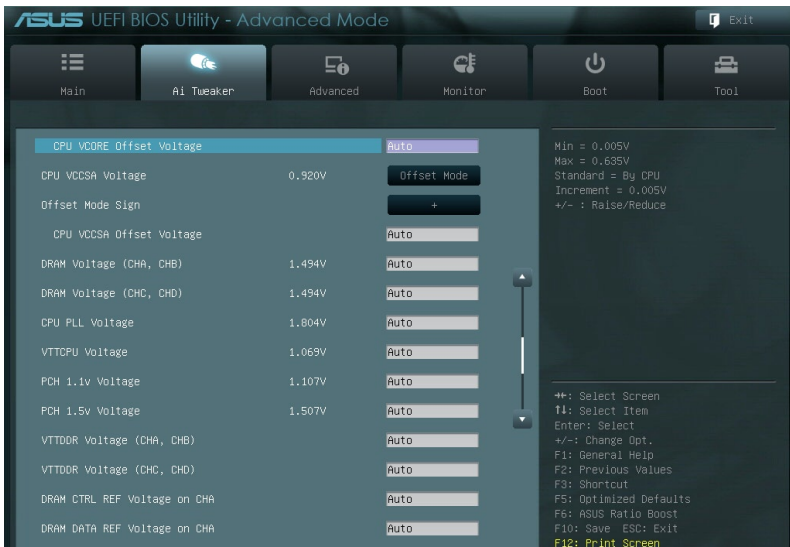 ASUS UEFI BIOS Utility - Advanced Mode
Exit
Main
Ai Tweaker
Advanced
Monitor
Boot
Tool
CPU VCORE Offset Voltage Auto
CPU VCCSA Voltage 0.920V Offset Mode
Offset Mode Sign +
CPU VCCSA Offset Voltage Auto
DRAM Voltage (CHA, CHB) 1.494V Auto
DRAM Voltage (CHC, CHD) 1.494V Auto
CPU PLL Voltage 1.804V Auto
VTTCPU Voltage 1.069V Auto
PCH 1.1v Voltage 1.107V Auto
PCH 1.5v Voltage 1.507V Auto
VTTDDR Voltage (CHA, CHB) Auto
VTTDDR Voltage (CHC, CHD) Auto
DRAM CTRL REF Voltage on CHA Auto
DRAM DATA REF Voltage on CHA Auto
Min = 0.005V
Max = 0.635V
Standard = By CPU
Increment = 0.005V
+/- : Raise/Reduce
→←: Select Screen
↑↓: Select Item
Enter: Select
+/-: Change Opt.
F1: General Help
F2: Previous Values
F3: Shortcut
F5: Optimized Defaults
F6: ASUS Ratio Boost
F10: Save ESC: Exit
F12: Print Screen